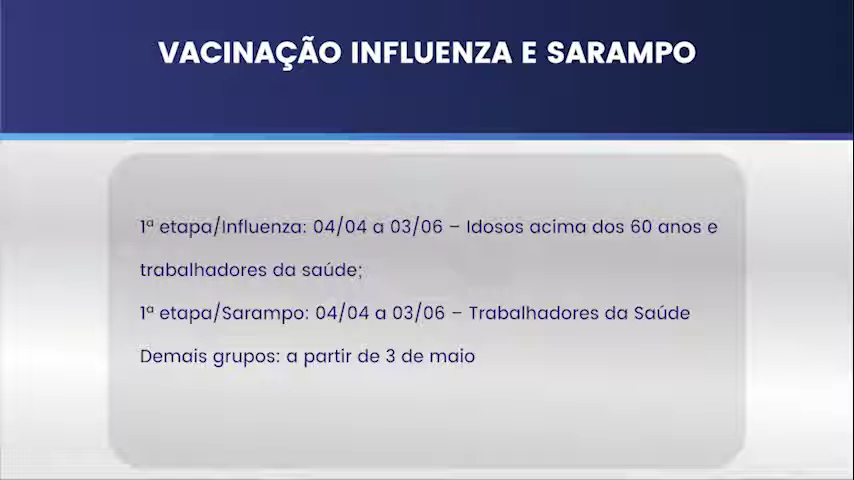 VACINAÇÃO INFLUENZA E SARAMPO
1ª etapa/Influenza: 04/04 a 03/06 – Idosos acima dos 60 anos e
trabalhadores da saúde;
1ª etapa/Sarampo: 04/04 a 03/06 – Trabalhadores da Saúde
Demais grupos: a partir de 3 de maio